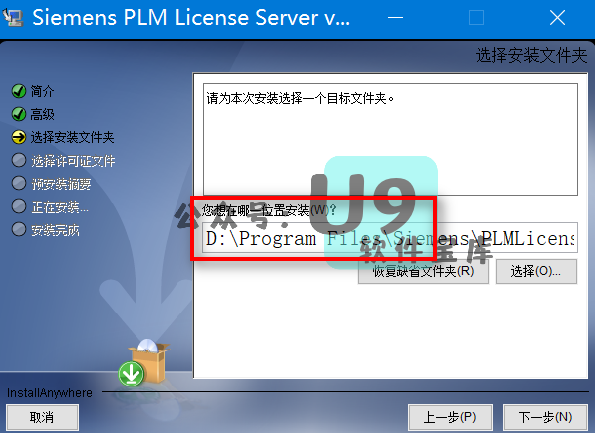 Siemens PLM License Server v...
选择安装文件夹
简介
高级
选择安装文件夹
选择许可证文件
预安装摘要
正在安装...
安装完成
请为本次安装选择一个目标文件夹。
您想在哪一位置安装(W)?
D:\Program Files\Siemens\PLMLicens
恢复缺省文件夹(R)
选择(O)...
公众号:U9
软件宝库
InstallAnywhere
取消
上一步(P)
下一步(N)